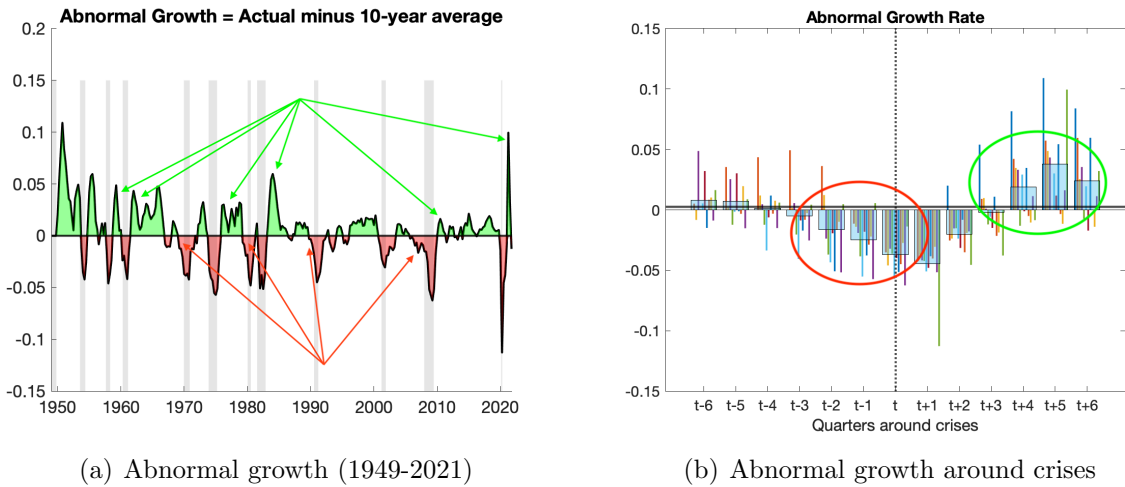 Abnormal Growth = Actual minus 10-year average
0.2
0.15
0.1
0.05
0
-0.05
-0.1
-0.15
1950 1960 1970 1980 1990 2000 2010 2020
(a) Abnormal growth (1949-2021)
Abnormal Growth Rate
0.15
0.1
0.05
0
-0.05
-0.1
-0.15
t-6 t-5 t-4 t-3 t-2 t-1 t t+1 t+2 t+3 t+4 t+5 t+6
Quarters around crises
(b) Abnormal growth around crises